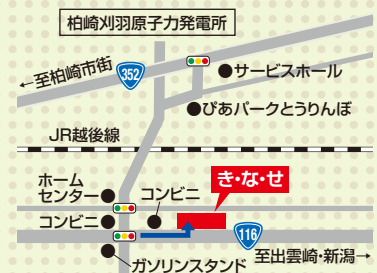 柏崎刈羽原子力発電所
←至柏崎市街
352
●サービスホール
●ぴあパークとうりんぼ
JR越後線
き・な・せ
ホーム
センター●
コンビニ
コンビニ●
116
至出雲崎・新潟→
ガソリンスタンド